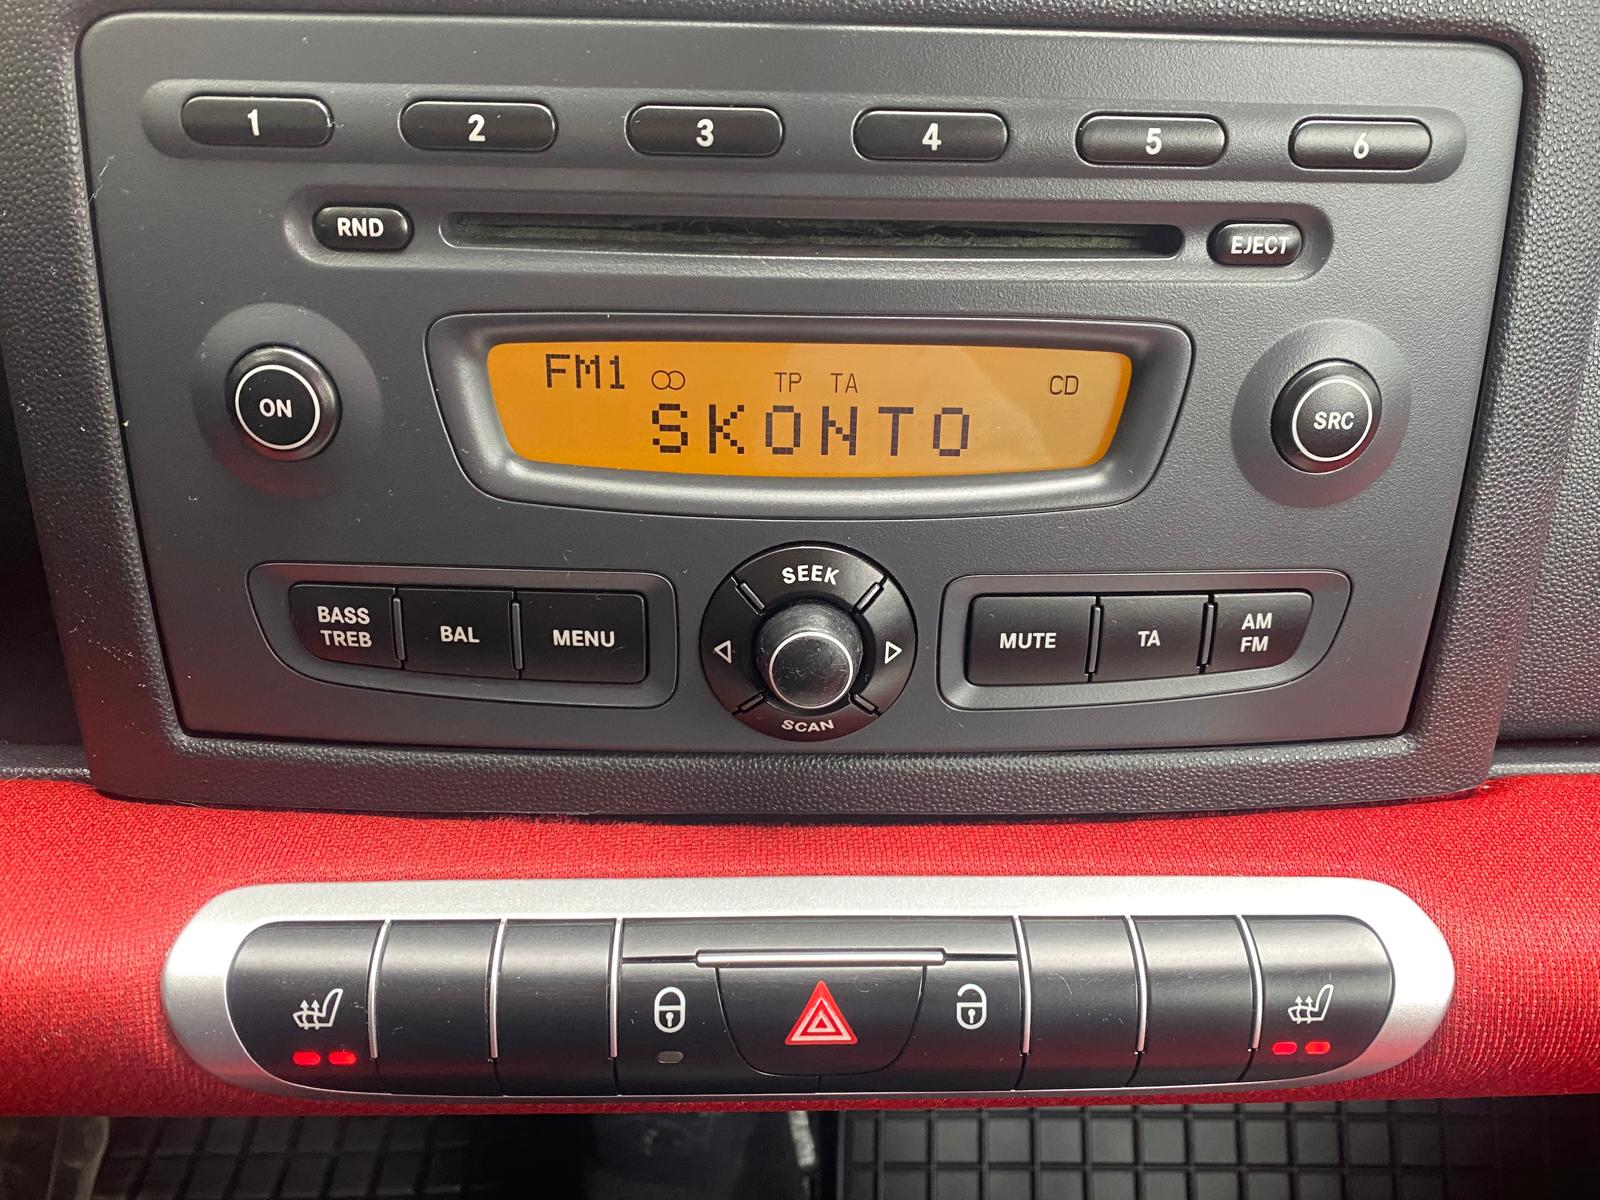 1 2 3 4 5 6
RND EJECT
FM1 TP TA CD
SKONTO
ON SRC
SEEK
BASS TREB BAL MENU MUTE TA AM FM
SCAN